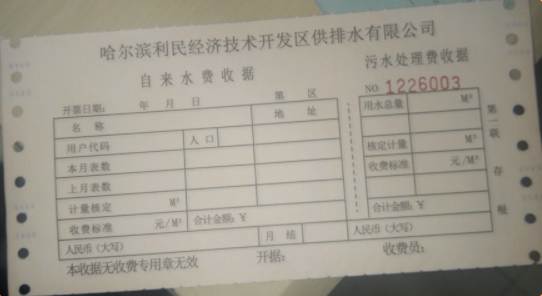 哈尔滨利民经济技术开发区供排水有限公司
自来水费收据
污水处理费收据
NO 1226003
开票日期: 年 月 日 第 区
名 称 地 址
用户代码 人口
本月表数
上月表数
计量核定 M³
收费标准 元/M³ 合计金额:¥
人民币(大写) 月 结
用水总量 M³
核定计量 M³
收费标准 元/M³
合计金额:¥
人民币(大写)
第一联 存根
本收据无收费专用章无效 开据: 收费员: